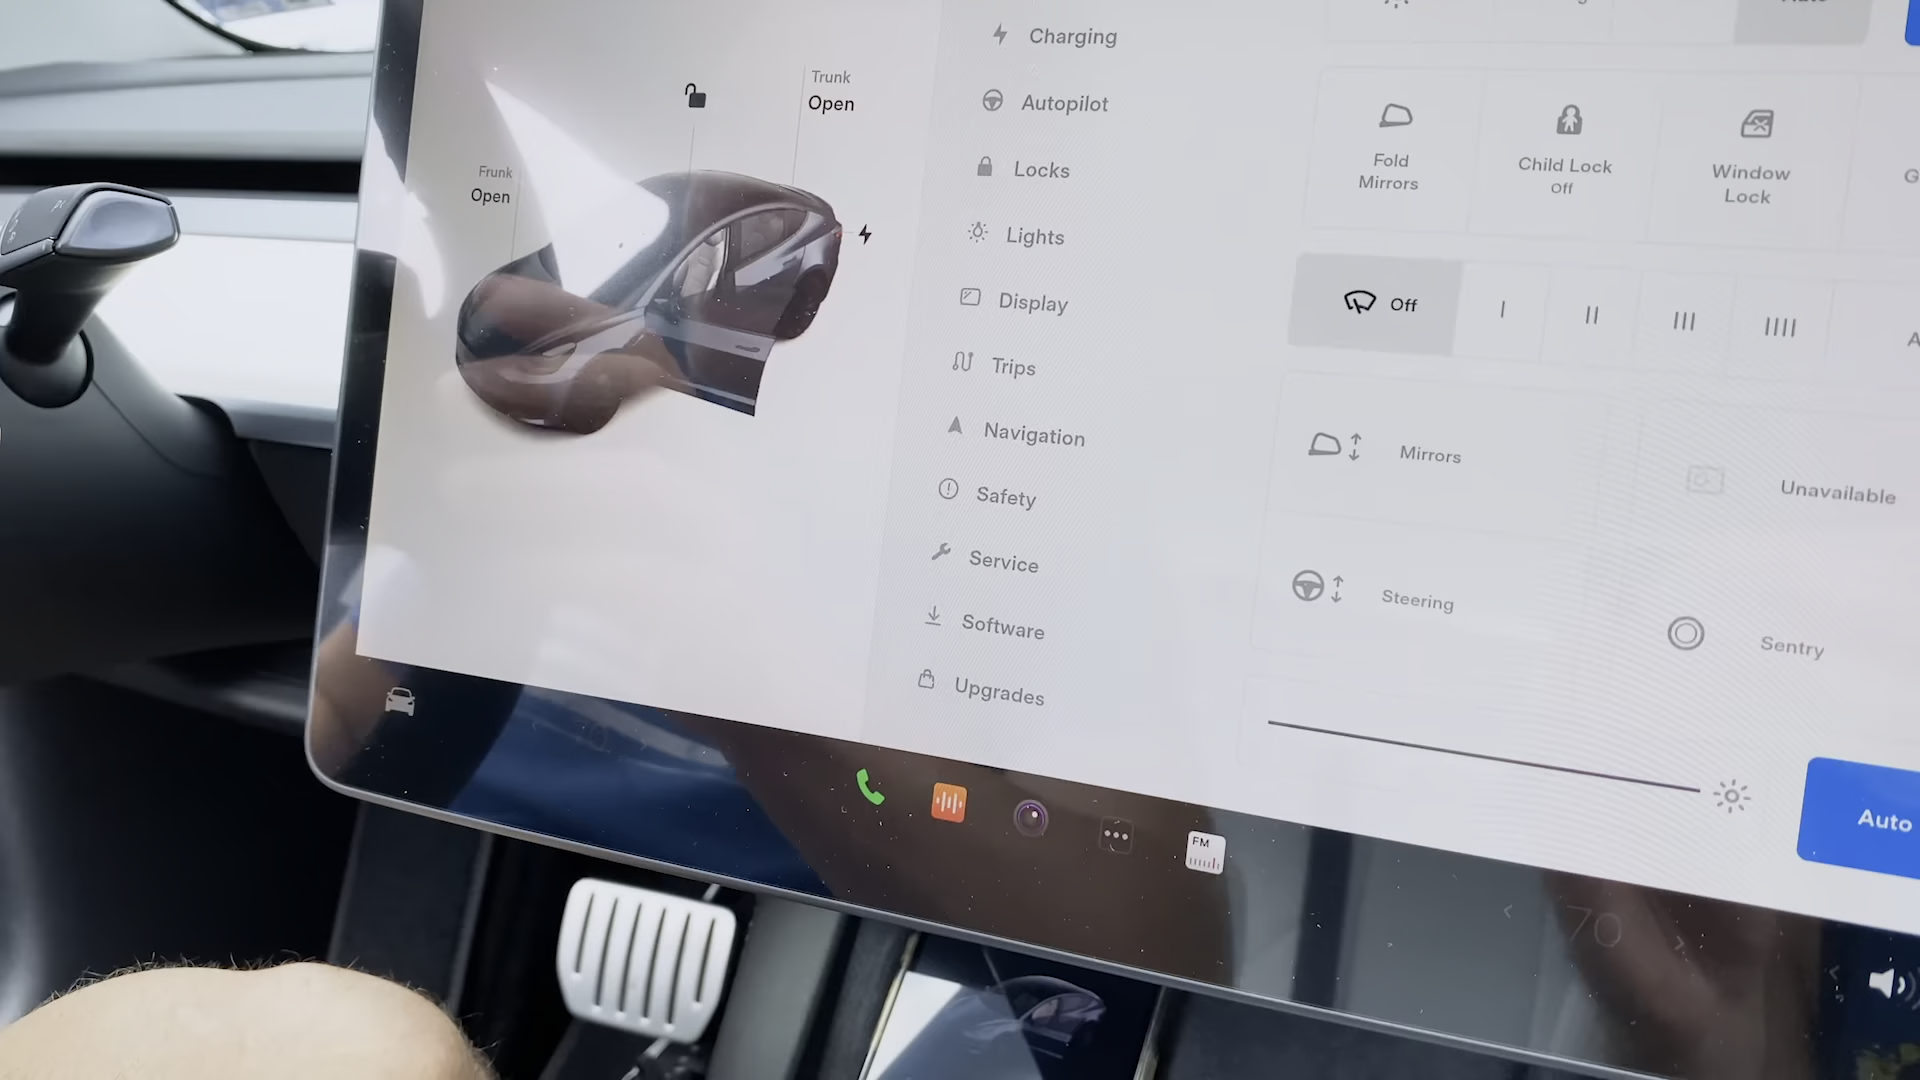 Trunk
Open
Frunk
Open
Charging
Autopilot
Locks
Lights
Display
Trips
Navigation
Safety
Service
Software
Upgrades
Fold
Mirrors
Child Lock
Off
Window
Lock
Off
Mirrors
Unavailable
Steering
Sentry
Auto
FM
70